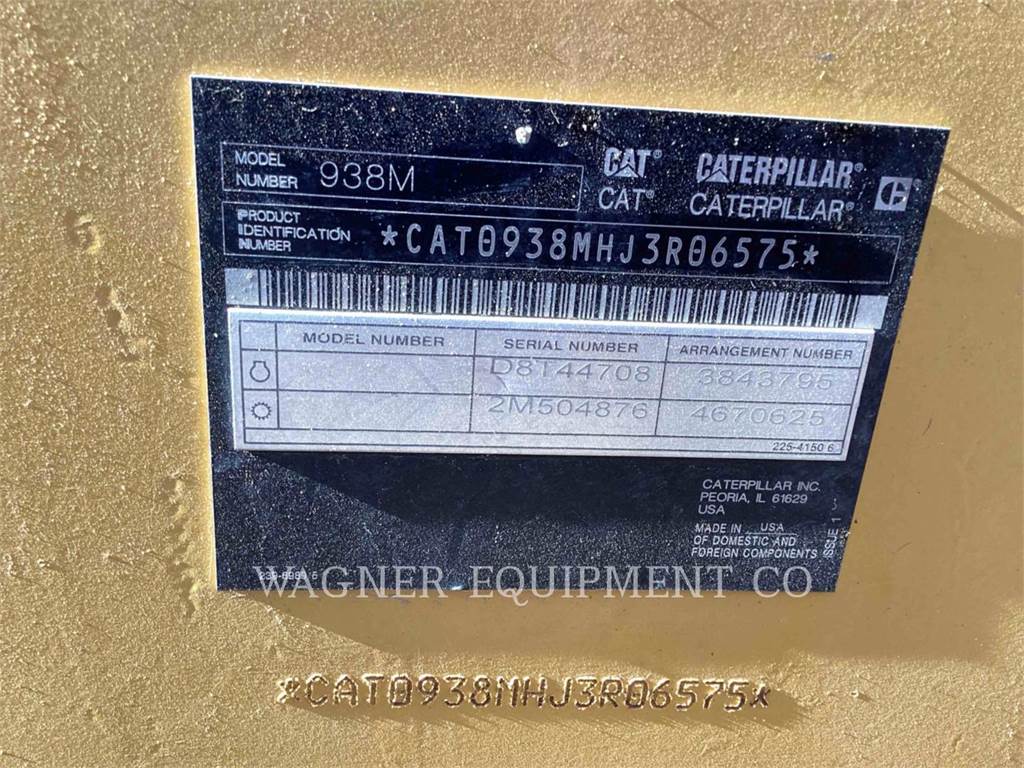 MODEL NUMBER 938M
CAT® CATERPILLAR®
CAT® CATERPILLAR®
PRODUCT IDENTIFICATION NUMBER *CAT0938MHJ3R06575*
MODEL NUMBER SERIAL NUMBER ARRANGEMENT NUMBER
D8T44708 3843795
2M504876 4670625
225-4150 6
CATERPILLAR INC.
PEORIA, IL 61629
USA
MADE IN USA
OF DOMESTIC AND
FOREIGN COMPONENTS
ISSUE 1
WAGNER EQUIPMENT CO
*CAT0938MHJ3R06575*